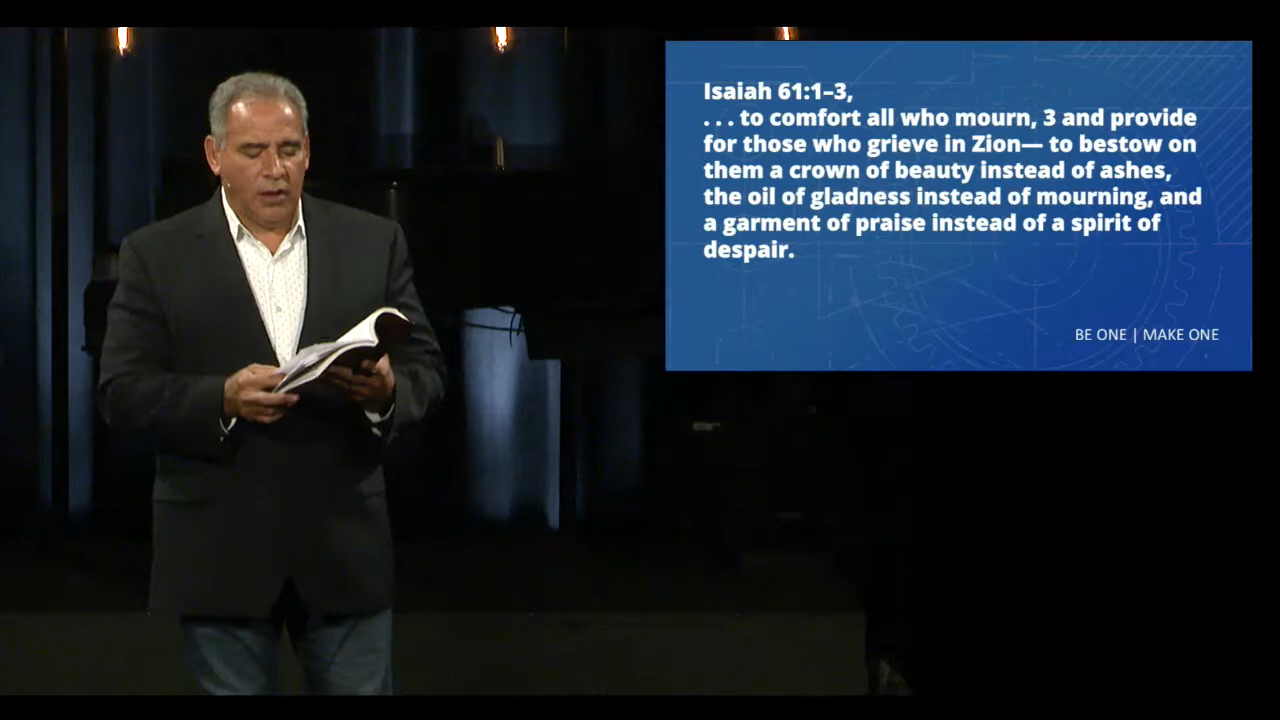 Isaiah 61:1–3,
. . . to comfort all who mourn, 3 and provide
for those who grieve in Zion— to bestow on
them a crown of beauty instead of ashes,
the oil of gladness instead of mourning, and
a garment of praise instead of a spirit of
despair.
BE ONE | MAKE ONE